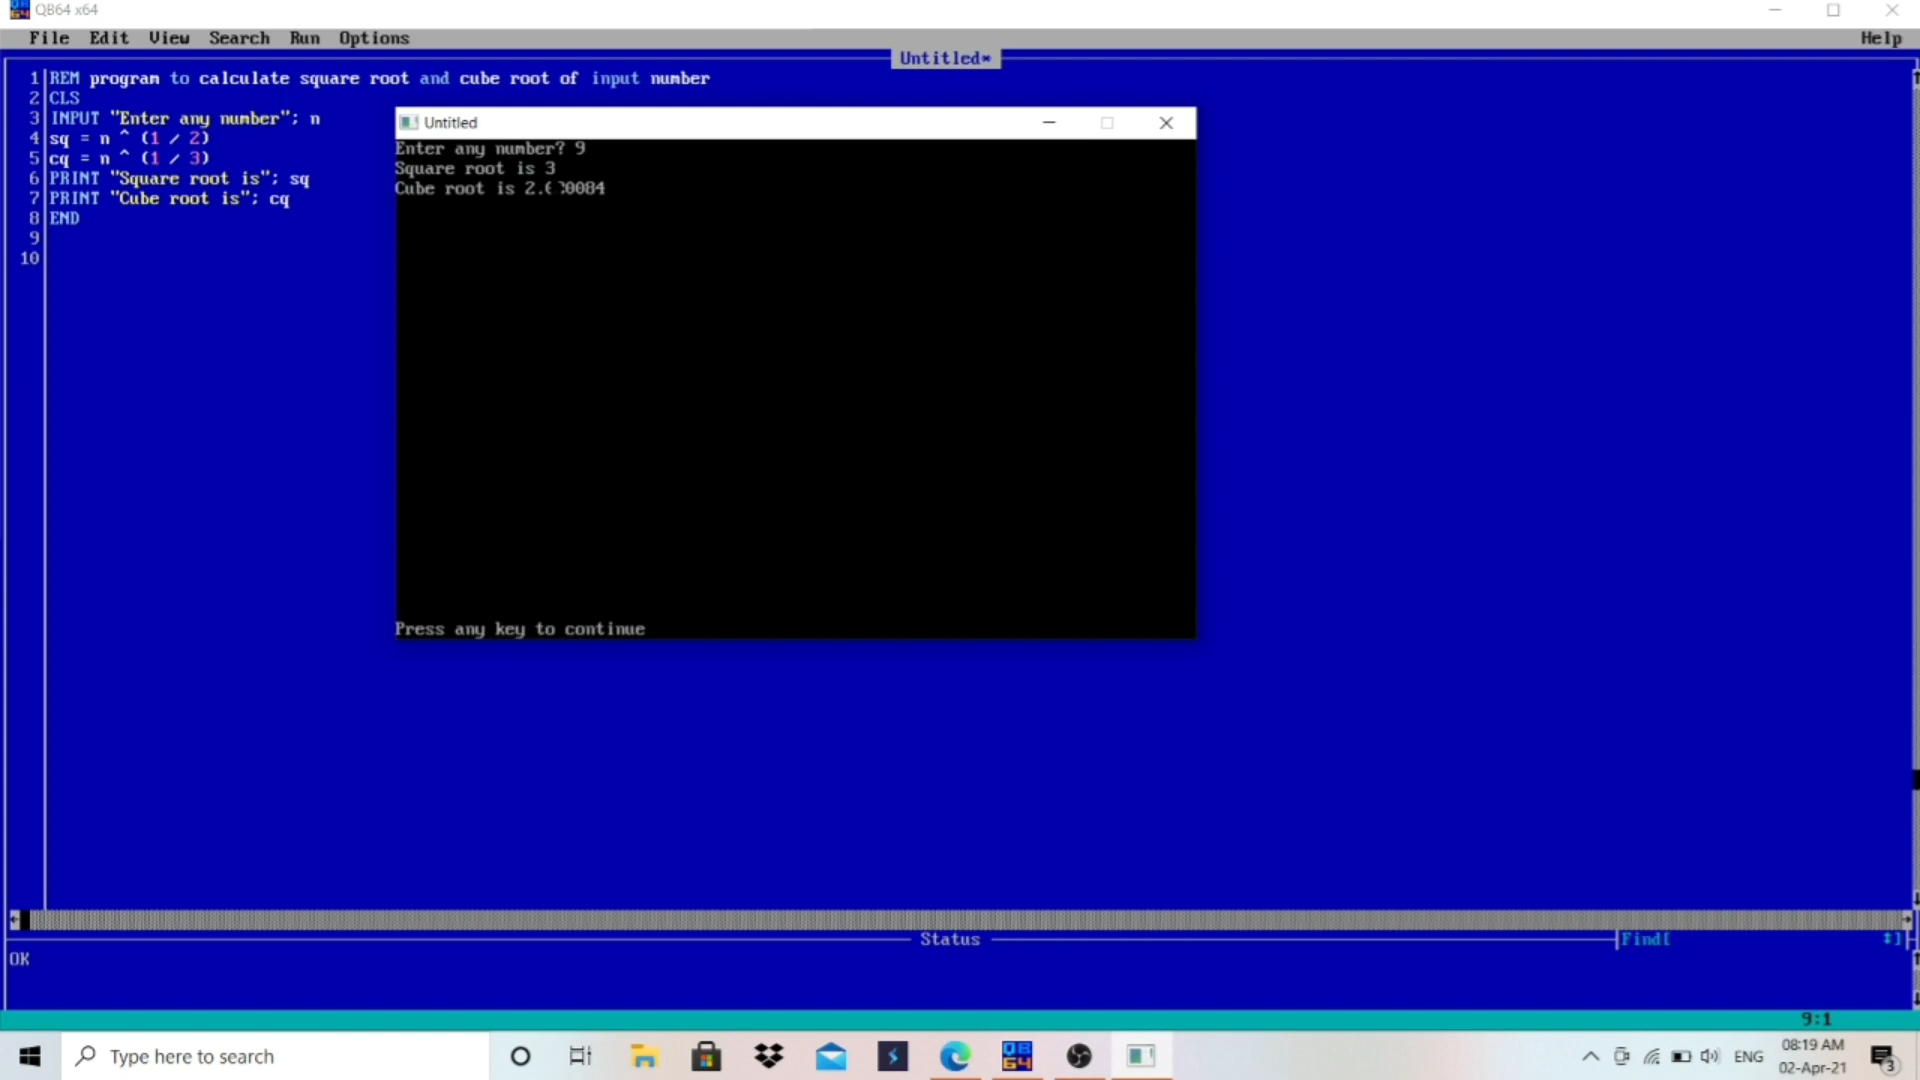 QB64 x64
File Edit View Search Run Options Help
Untitled*
1 REM program to calculate square root and cube root of input number
2 CLS
3 INPUT "Enter any number"; n
4 sq = n ^ (1 / 2)
5 cq = n ^ (1 / 3)
6 PRINT "Square root is"; sq
7 PRINT "Cube root is"; cq
8 END
9
10
Untitled
Enter any number? 9
Square root is 3
Cube root is
Press any key to continue
Status
Find[ ]
OK
9:1
Type here to search
ENG
08:19 AM
02-Apr-21
3